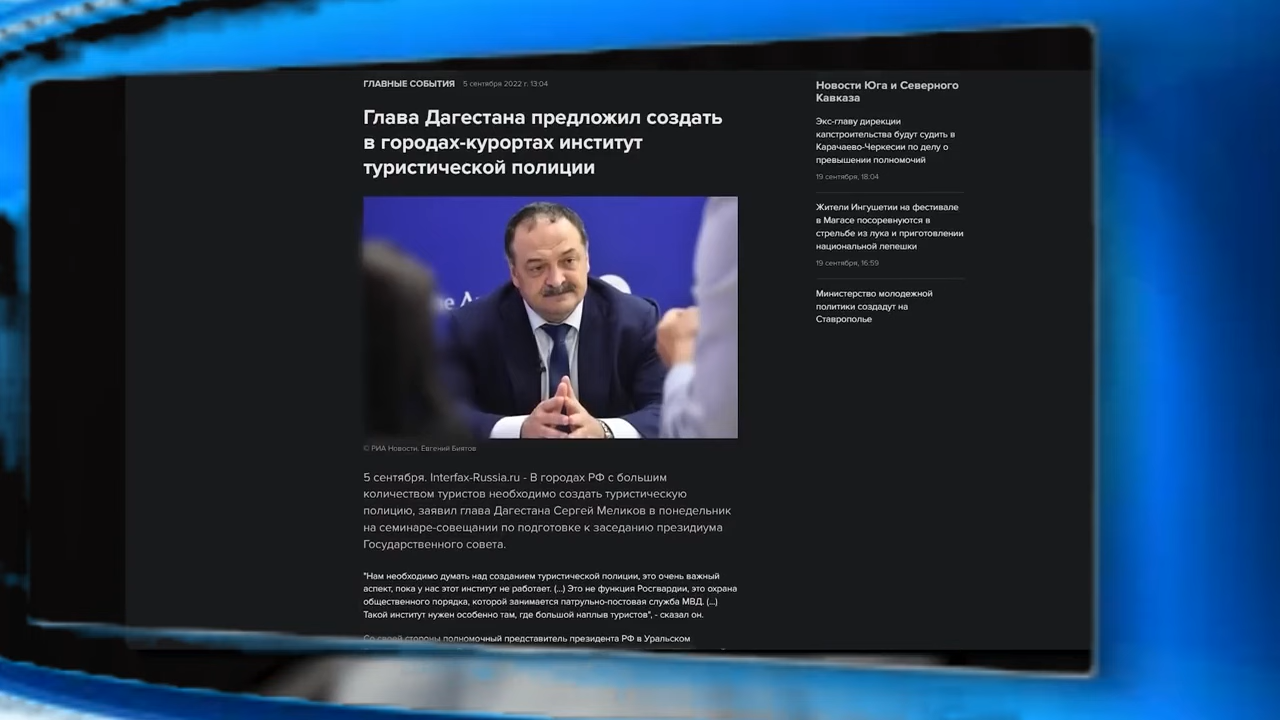 ГЛАВНЫЕ СОБЫТИЯ 5 сентября 2022 г. 13:04
Глава Дагестана предложил создать
в городах-курортах институт
туристической полиции
© РИА Новости, Евгений Биятов
5 сентября. Interfax-Russia.ru - В городах РФ с большим
количеством туристов необходимо создать туристическую
полицию, заявил глава Дагестана Сергей Меликов в понедельник
на семинаре-совещании по подготовке к заседанию президиума
Государственного совета.
"Нам необходимо думать над созданием туристической полиции, это очень важный
аспект, пока у нас этот институт не работает. (...) Это не функция Росгвардии, это охрана
общественного порядка, которой занимается патрульно-постовая служба МВД. (...)
Такой институт нужен особенно там, где большой наплыв туристов", - сказал он.
Со своей стороны полномочный представитель президента РФ в Уральском
Новости Юга и Северного
Кавказа
Экс-главу дирекции
капстроительства будут судить в
Карачаево-Черкесии по делу о
превышении полномочий
19 сентября, 18:04
Жители Ингушетии на фестивале
в Магасе посоревнуются в
стрельбе из лука и приготовлении
национальной лепешки
19 сентября, 16:59
Министерство молодежной
политики создадут на
Ставрополье